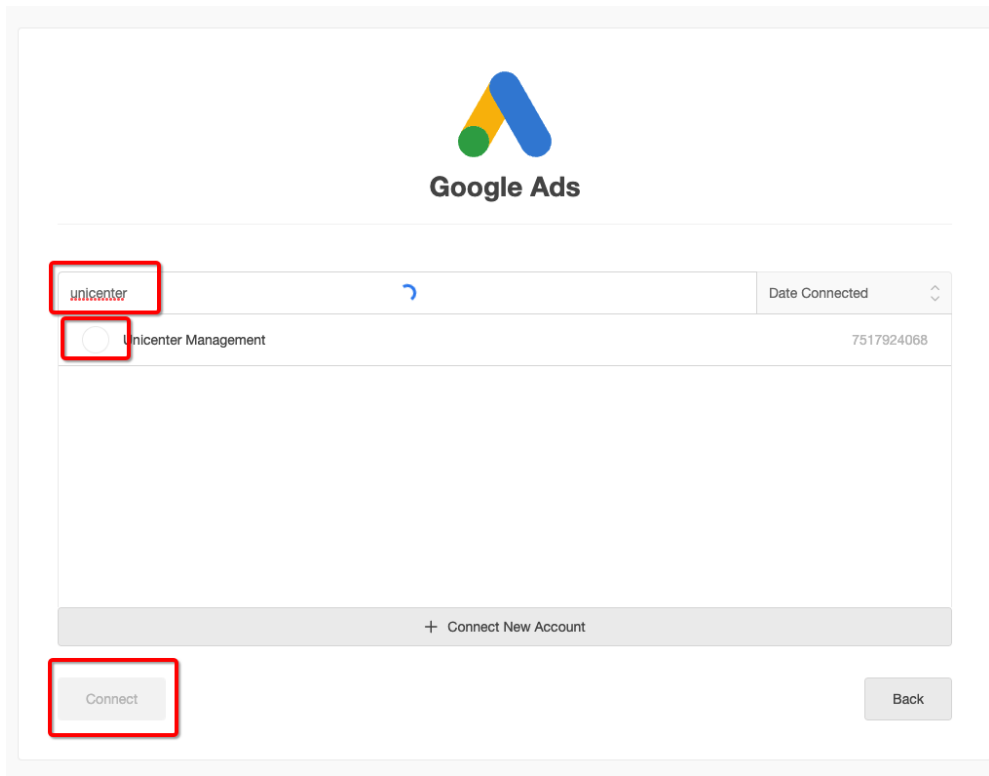 Google Ads
unicenter
Date Connected
Unicenter Management
7517924068
+ Connect New Account
Connect
Back